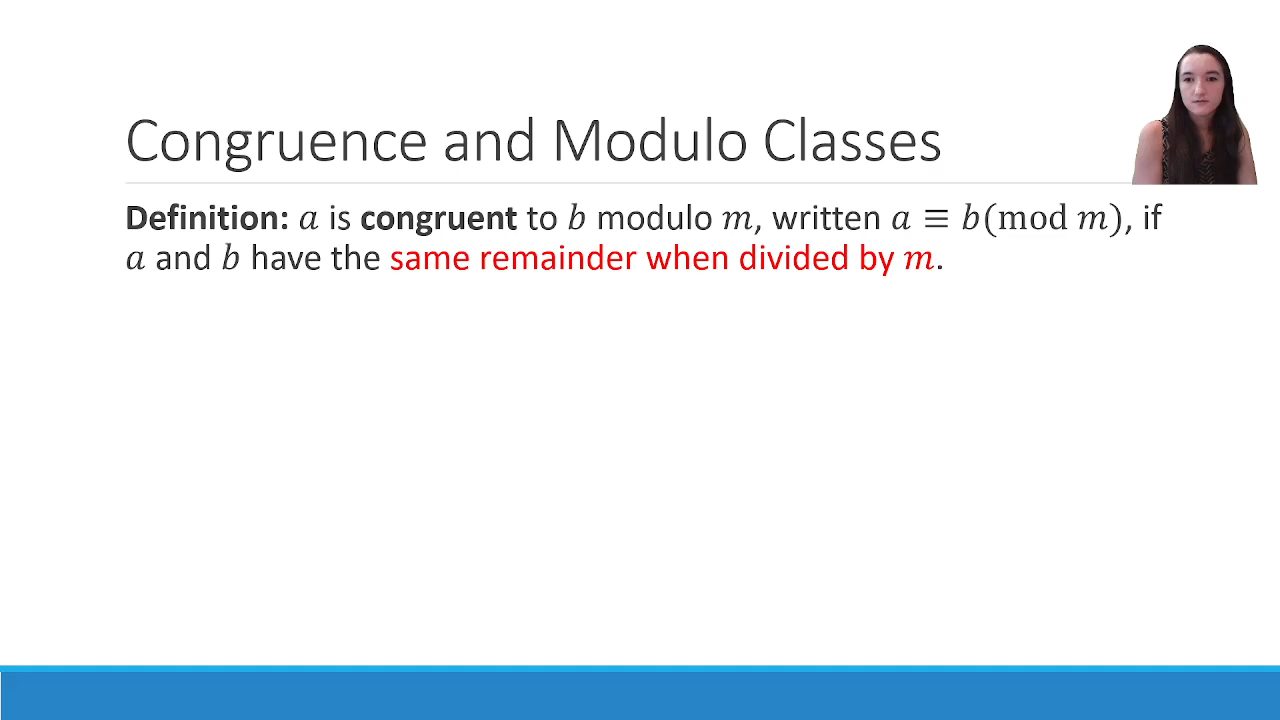 Congruence and Modulo Classes
Definition: 𝑎 is congruent to 𝑏 modulo 𝑚, written 𝑎 ≡ 𝑏(mod 𝑚), if
𝑎 and 𝑏 have the same remainder when divided by 𝑚.